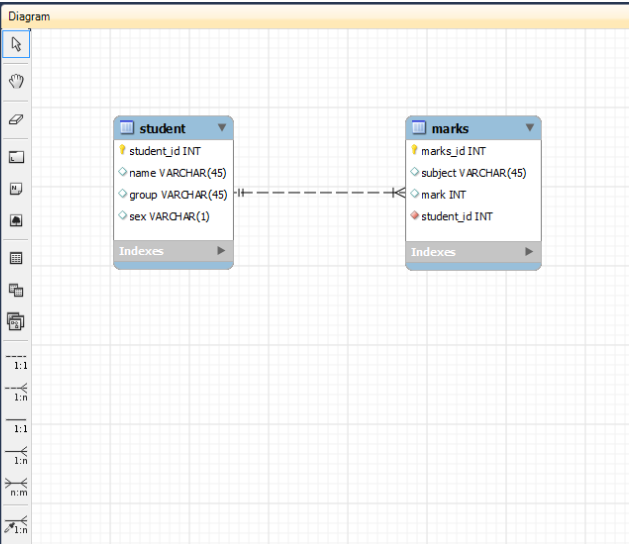 Diagram
student
student_id INT
name VARCHAR(45)
group VARCHAR(45)
sex VARCHAR(1)
Indexes
marks
marks_id INT
subject VARCHAR(45)
mark INT
student_id INT
Indexes
1:1
1:n
1:1
1:n
n:m
1:n